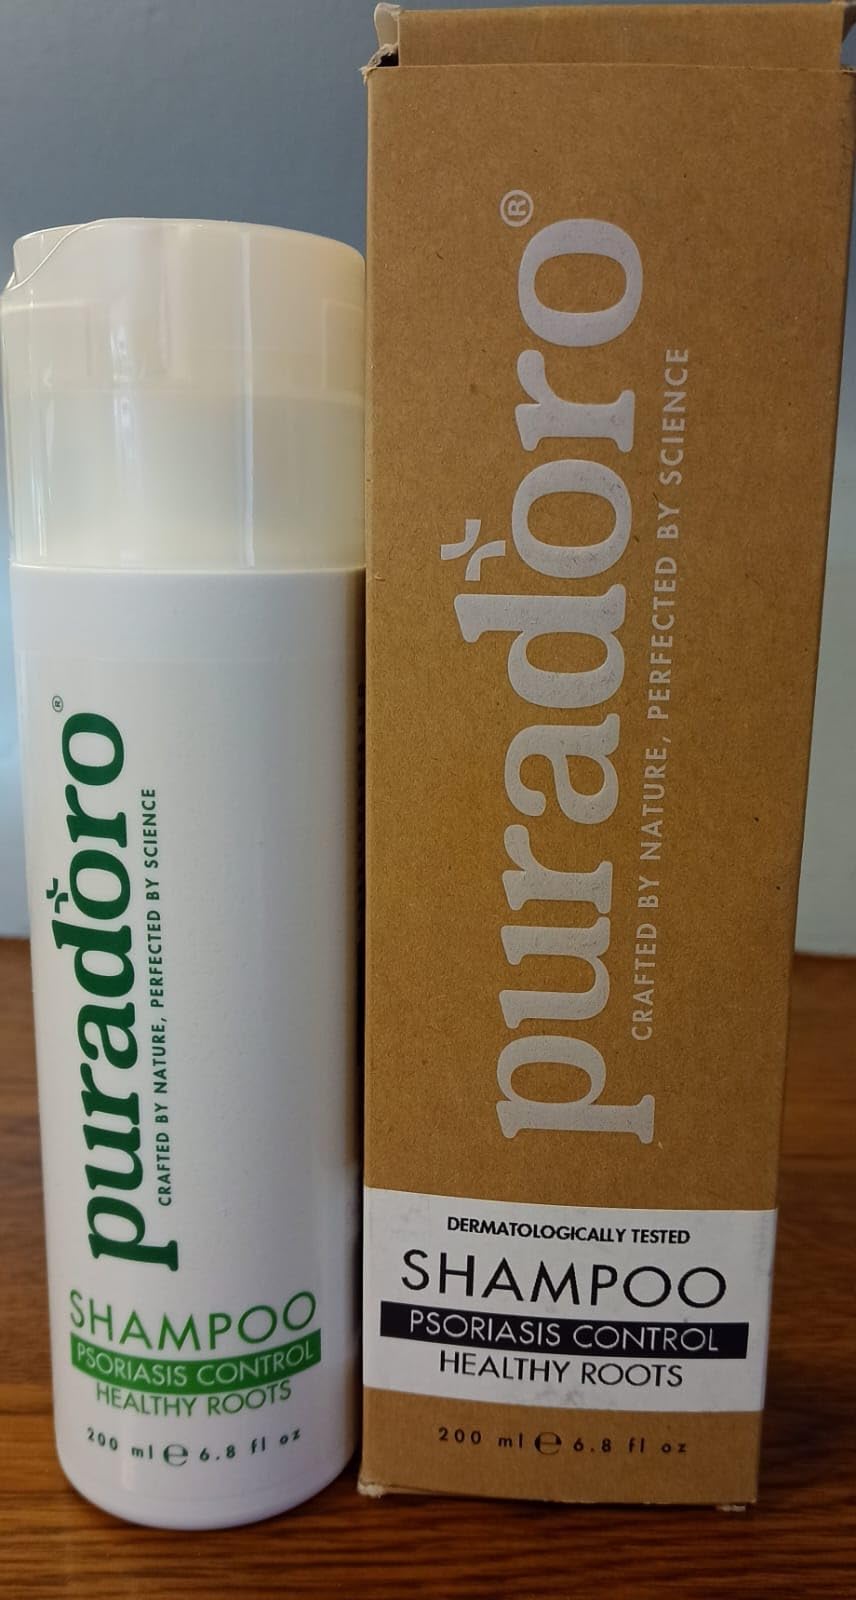 puradoro®
CRAFTED BY NATURE, PERFECTED BY SCIENCE
SHAMPOO
PSORIASIS CONTROL
HEALTHY ROOTS
200 ml ℮ 6.8 fl oz
puradoro®
CRAFTED BY NATURE, PERFECTED BY SCIENCE
DERMATOLOGICALLY TESTED
SHAMPOO
PSORIASIS CONTROL
HEALTHY ROOTS
200 ml ℮ 6.8 fl oz